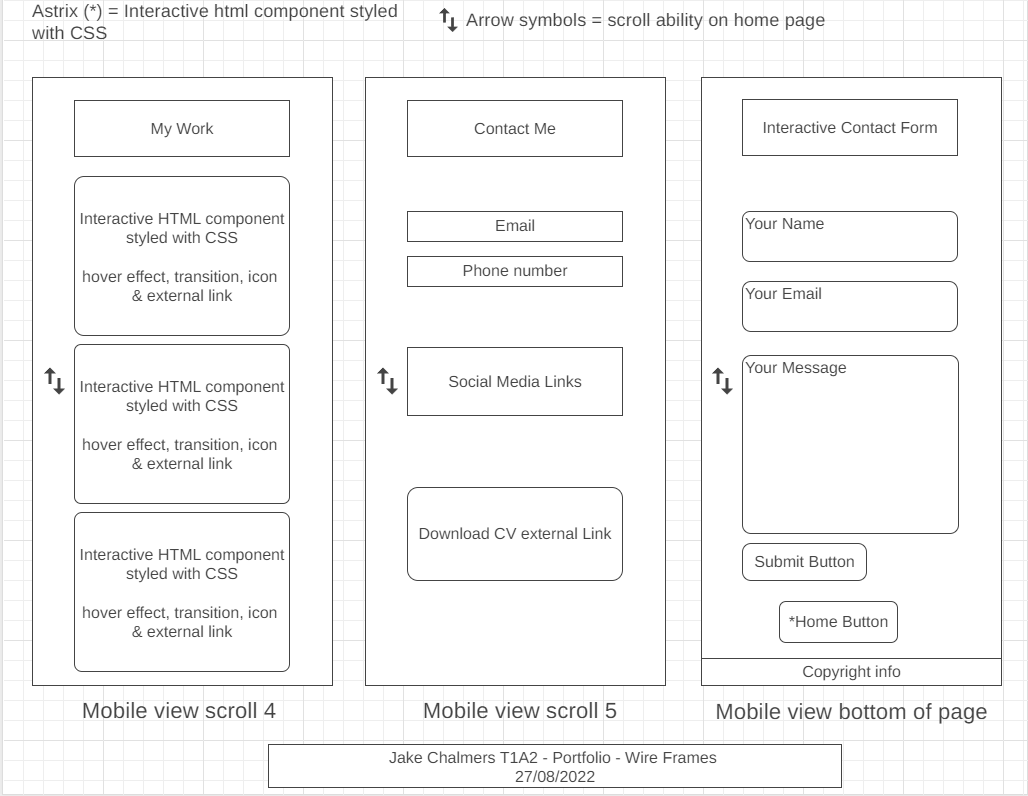 Astrix (*) = Interactive html component styled
with CSS
Arrow symbols = scroll ability on home page
My Work
Interactive HTML component
styled with CSS
hover effect, transition, icon
& external link
Interactive HTML component
styled with CSS
hover effect, transition, icon
& external link
Interactive HTML component
styled with CSS
hover effect, transition, icon
& external link
Mobile view scroll 4
Contact Me
Email
Phone number
Social Media Links
Download CV external Link
Mobile view scroll 5
Interactive Contact Form
Your Name
Your Email
Your Message
Submit Button
*Home Button
Copyright info
Mobile view bottom of page
Jake Chalmers T1A2 - Portfolio - Wire Frames
27/08/2022